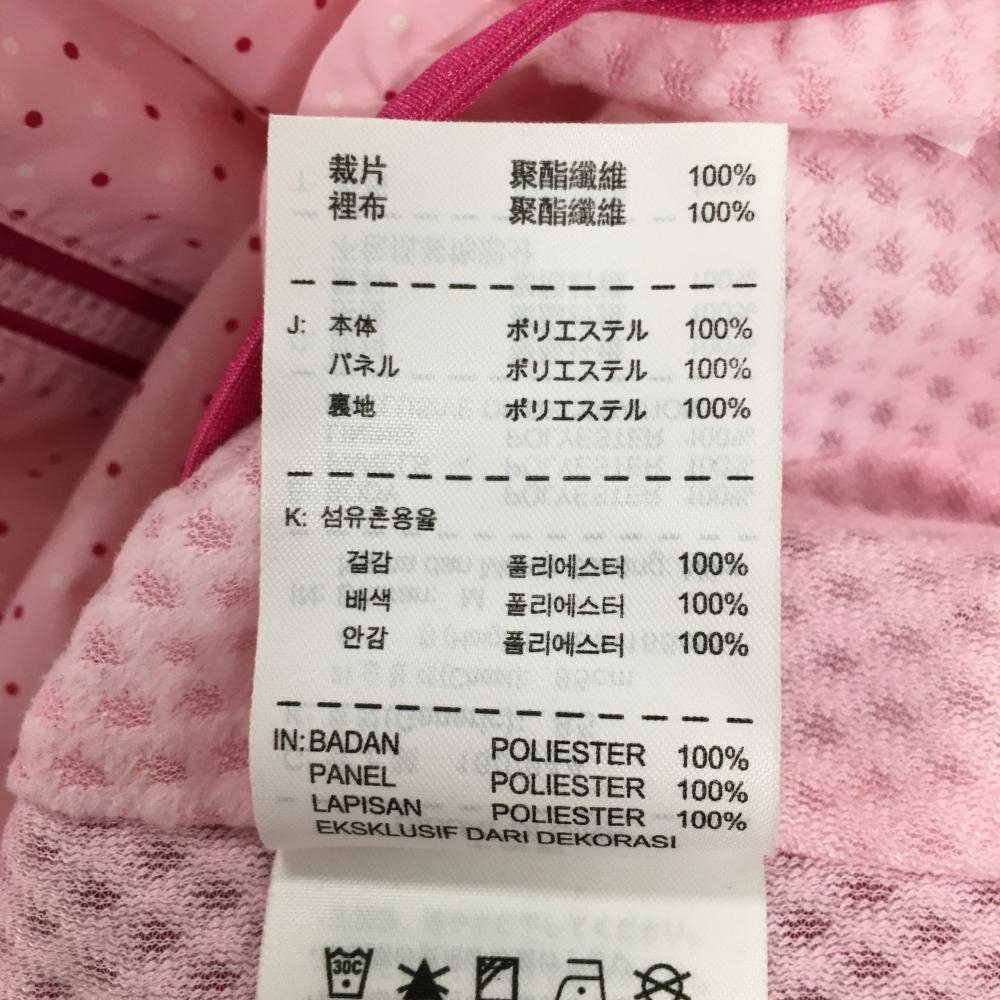 裁片 聚酯纖維 100%
裡布 聚酯纖維 100%
J: 本体 ポリエステル 100%
パネル ポリエステル 100%
裏地 ポリエステル 100%
K: 섬유혼용율
겉감 폴리에스터 100%
배색 폴리에스터 100%
안감 폴리에스터 100%
IN: BADAN POLIESTER 100%
PANEL POLIESTER 100%
LAPISAN POLIESTER 100%
EKSKLUSIF DARI DEKORASI
30C